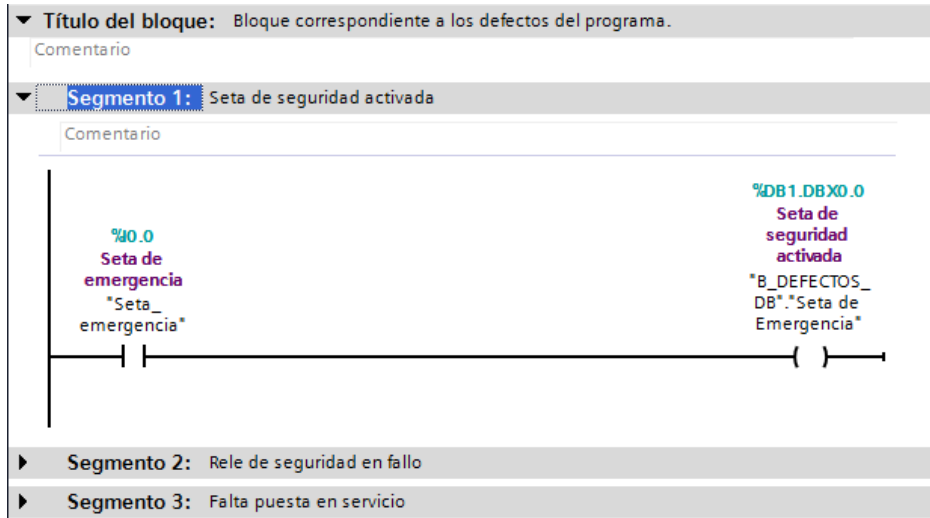 Título del bloque: Bloque correspondiente a los defectos del programa.
Comentario
Segmento 1: Seta de seguridad activada
Comentario
%I0.0
Seta de
emergencia
"Seta_
emergencia"
%DB1.DBX0.0
Seta de
seguridad
activada
"B_DEFECTOS_
DB"."Seta de
Emergencia"
Segmento 2: Rele de seguridad en fallo
Segmento 3: Falta puesta en servicio